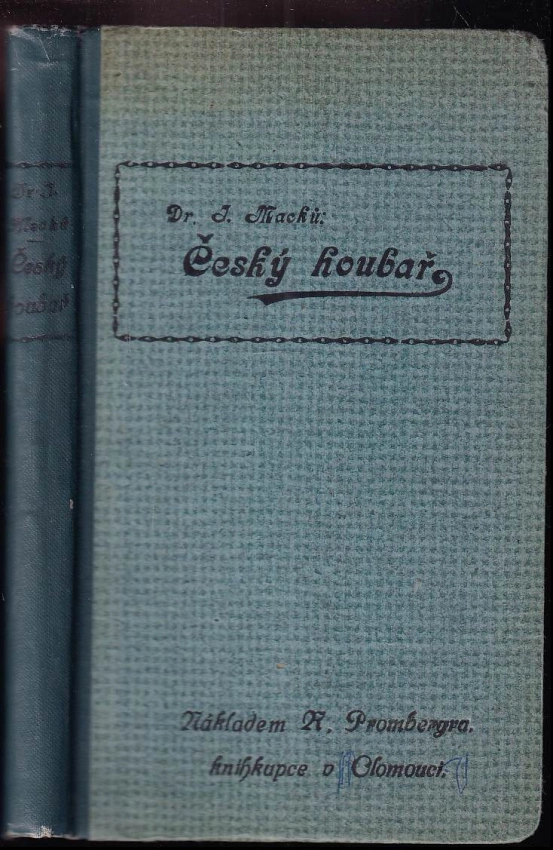 Dr. J.
Macků
Český
houbař
Dr. J. Macků:
Český houbař
Nákladem R. Prombergra,
knihkupce v Olomouci.